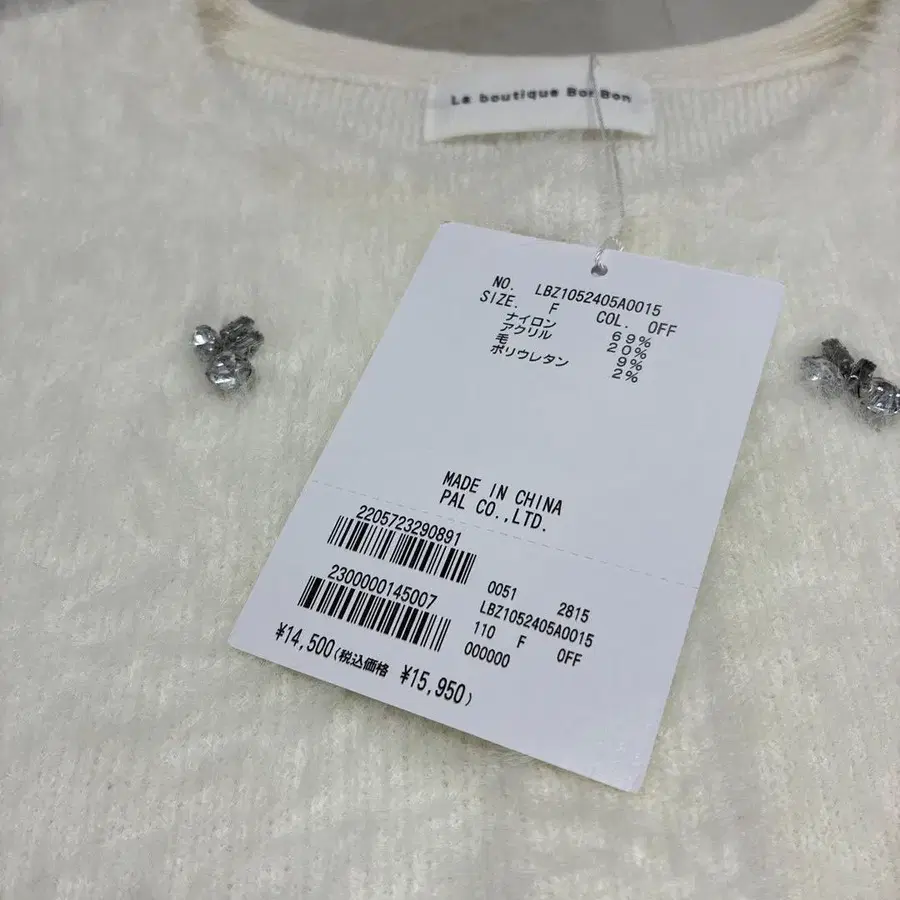 La boutique BonBon
NO. LBZ1052405A0015
SIZE. F COL. OFF
ナイロン 69%
アクリル 20%
毛 9%
ポリウレタン 2%
MADE IN CHINA
PAL CO.,LTD.
2205723290891
2300000145007
0051 2815
LBZ1052405A0015
110 F OFF
000000
¥14,500(税込価格 ¥15,950)